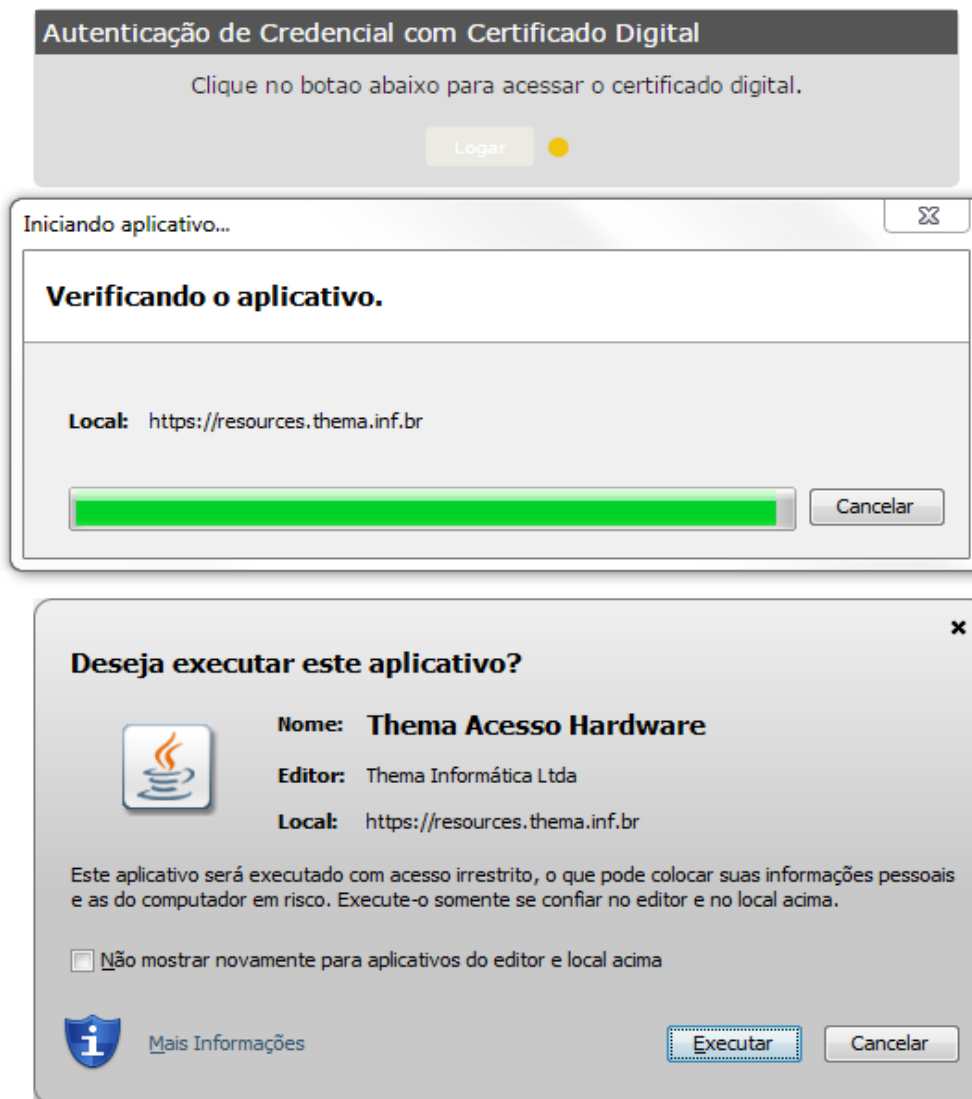 Autenticação de Credencial com Certificado Digital
Clique no botao abaixo para acessar o certificado digital.
Logar
Iniciando aplicativo...
Verificando o aplicativo.
Local: https://resources.thema.inf.br
Cancelar
Deseja executar este aplicativo?
Nome: Thema Acesso Hardware
Editor: Thema Informática Ltda
Local: https://resources.thema.inf.br
Este aplicativo será executado com acesso irrestrito, o que pode colocar suas informações pessoais
e as do computador em risco. Execute-o somente se confiar no editor e no local acima.
Não mostrar novamente para aplicativos do editor e local acima
Mais Informações
Executar
Cancelar